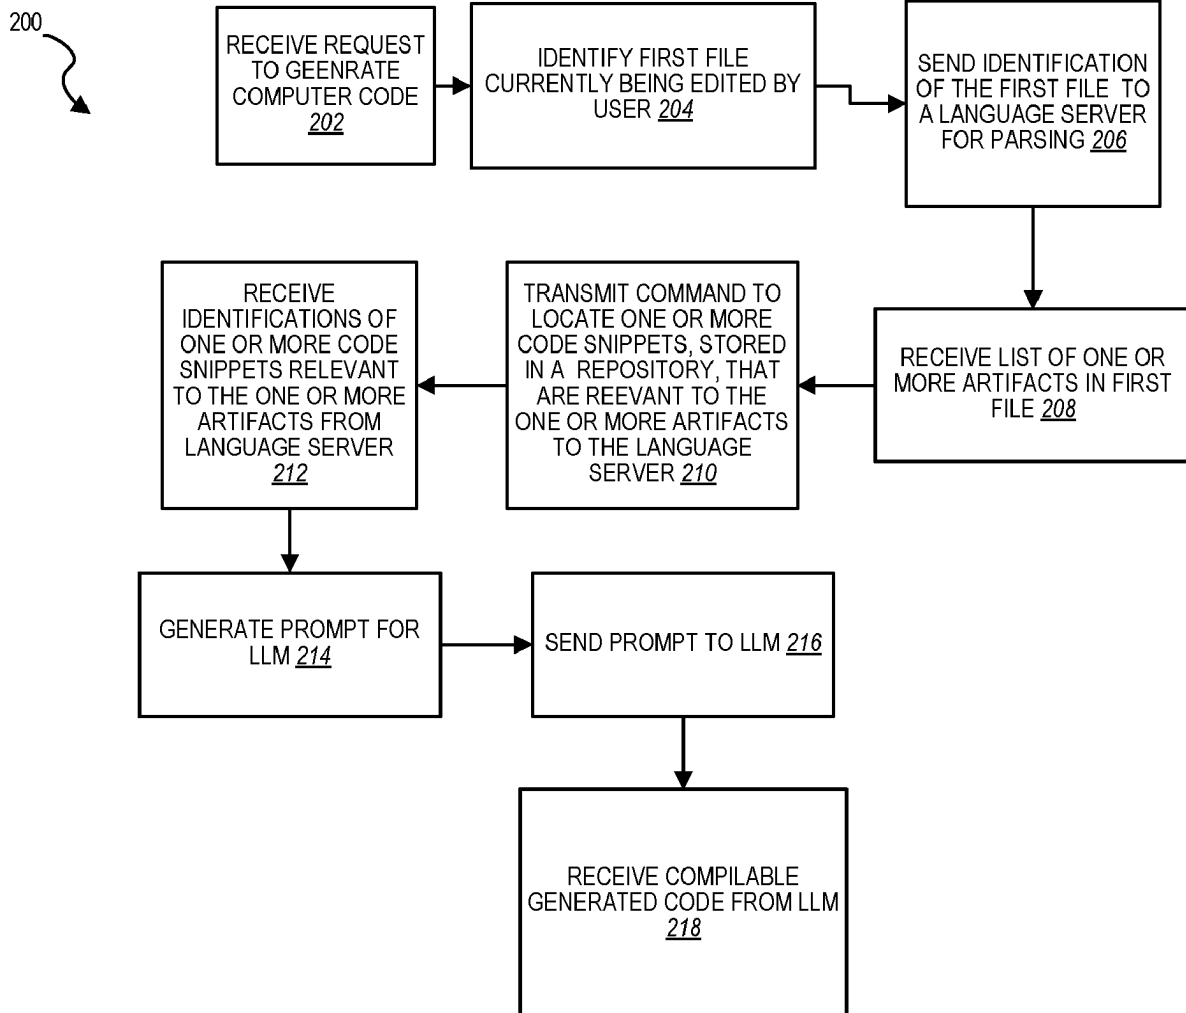 200
RECEIVE REQUEST
TO GEENRATE
COMPUTER CODE
202
IDENTIFY FIRST FILE
CURRENTLY BEING EDITED BY
USER 204
SEND IDENTIFICATION
OF THE FIRST FILE TO
A LANGUAGE SERVER
FOR PARSING 206
RECEIVE LIST OF ONE OR
MORE ARTIFACTS IN FIRST
FILE 208
TRANSMIT COMMAND TO
LOCATE ONE OR MORE
CODE SNIPPETS, STORED
IN A REPOSITORY, THAT
ARE REEVANT TO THE
ONE OR MORE ARTIFACTS
TO THE LANGUAGE
SERVER 210
RECEIVE
IDENTIFICATIONS OF
ONE OR MORE CODE
SNIPPETS RELEVANT
TO THE ONE OR MORE
ARTIFACTS FROM
LANGUAGE SERVER
212
GENERATE PROMPT FOR
LLM 214
SEND PROMPT TO LLM 216
RECEIVE COMPILABLE
GENERATED CODE FROM LLM
218